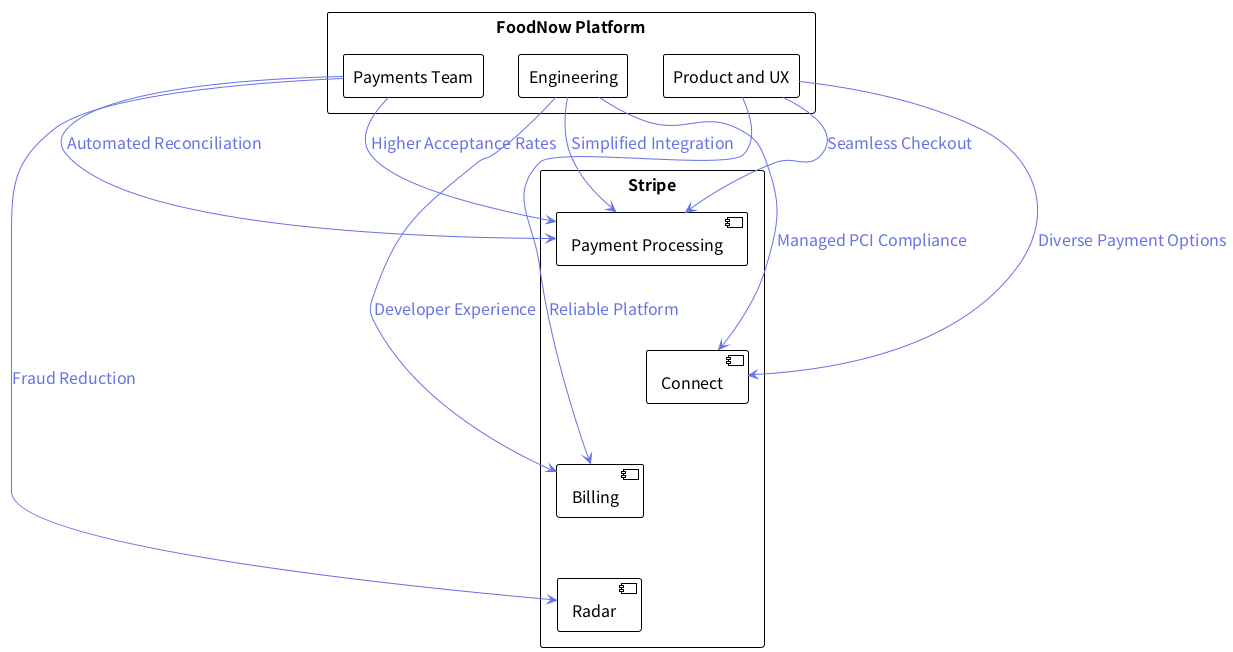 FoodNow Platform
Payments Team
Engineering
Product and UX
Automated Reconciliation
Higher Acceptance Rates
Simplified Integration
Seamless Checkout
Stripe
Payment Processing
Managed PCI Compliance
Diverse Payment Options
Developer Experience
Reliable Platform
Fraud Reduction
Connect
Billing
Radar